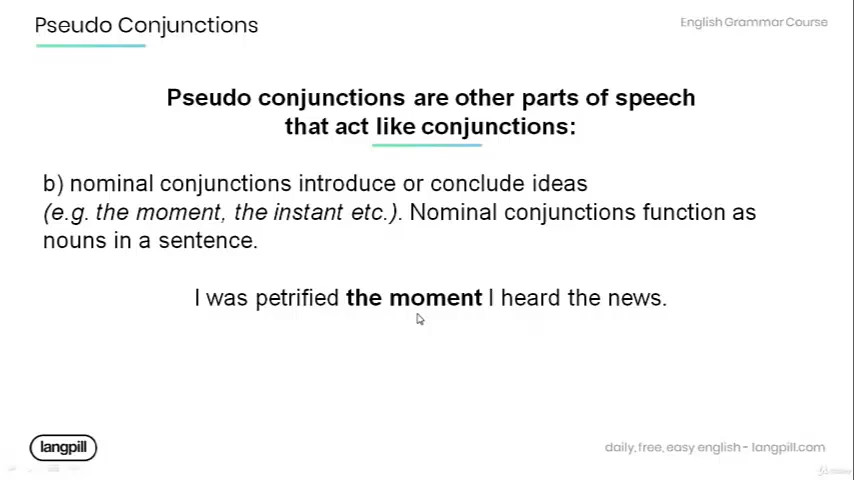 Pseudo Conjunctions
English Grammar Course
Pseudo conjunctions are other parts of speech
that act like conjunctions:
b) nominal conjunctions introduce or conclude ideas
(e.g. the moment, the instant etc.). Nominal conjunctions function as
nouns in a sentence.
I was petrified the moment I heard the news.
langpill
daily, free, easy english - langpill.com